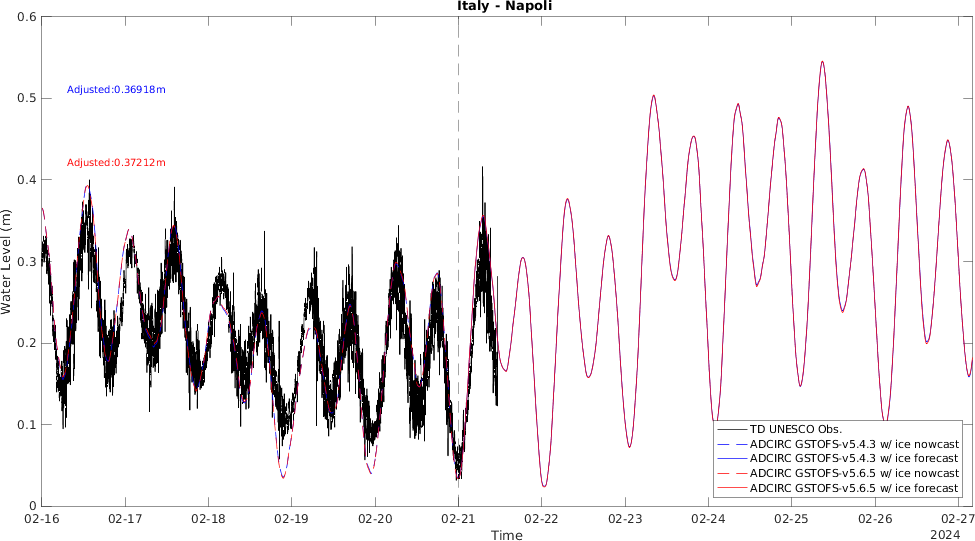 Italy - Napoli
0.6
0.5
0.4
0.3
0.2
0.1
0
Water Level (m)
Adjusted:0.36918m
Adjusted:0.37212m
TD UNESCO Obs.
ADCIRC GSTOFS-v5.4.3 w/ ice nowcast
ADCIRC GSTOFS-v5.4.3 w/ ice forecast
ADCIRC GSTOFS-v5.6.5 w/ ice nowcast
ADCIRC GSTOFS-v5.6.5 w/ ice forecast
02-16 02-17 02-18 02-19 02-20 02-21 02-22 02-23 02-24 02-25 02-26 02-27
Time
2024